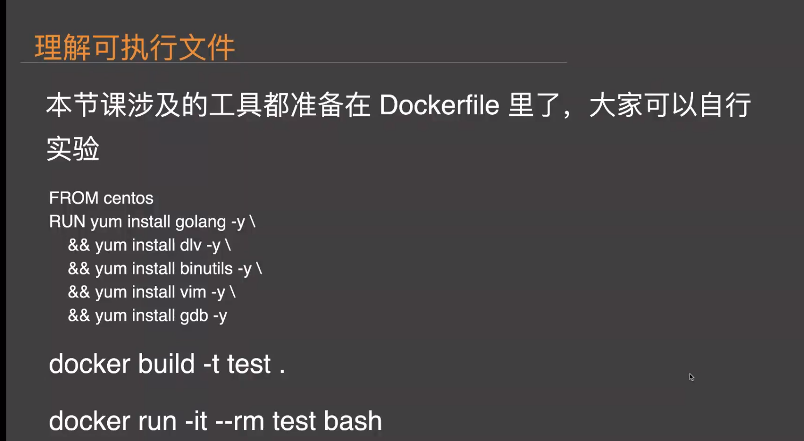 理解可执行文件
本节课涉及的工具都准备在 Dockerfile 里了，大家可以自行
实验
FROM centos
RUN yum install golang -y \
&& yum install dlv -y \
&& yum install binutils -y \
&& yum install vim -y \
&& yum install gdb -y
docker build -t test .
docker run -it --rm test bash